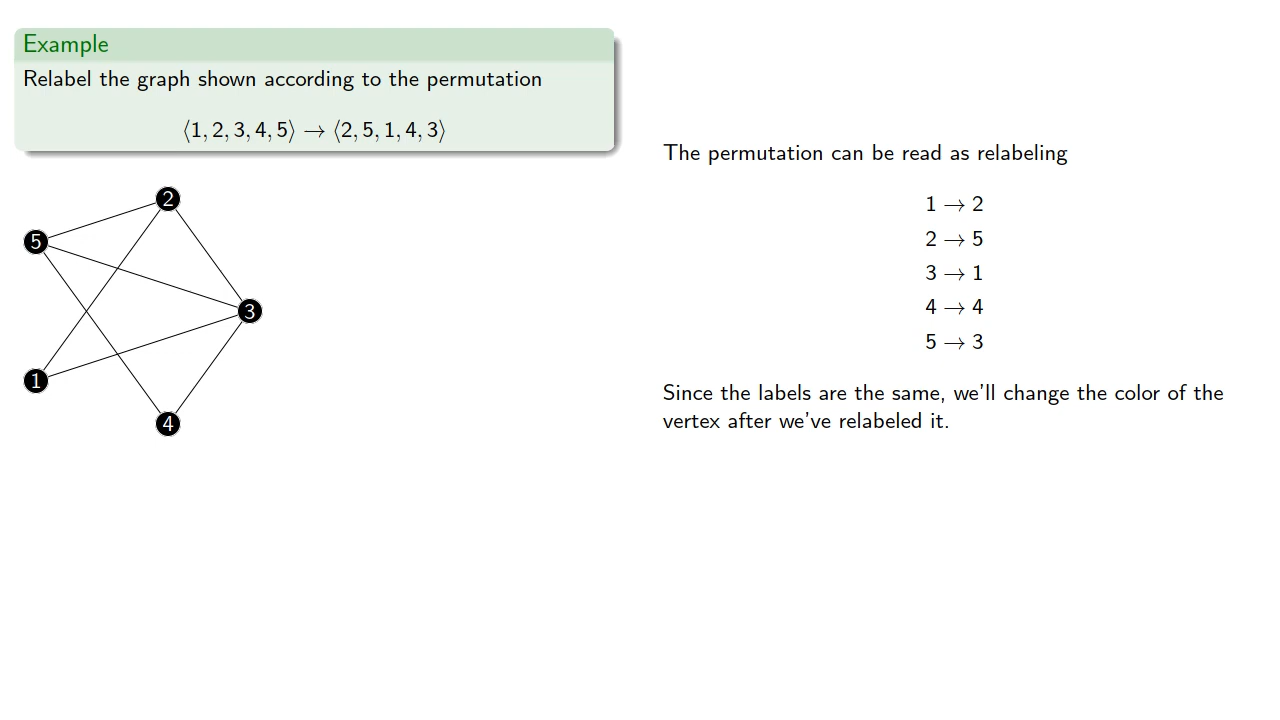 Example
Relabel the graph shown according to the permutation
⟨1, 2, 3, 4, 5⟩ → ⟨2, 5, 1, 4, 3⟩
2
5
3
1
4
The permutation can be read as relabeling
1 → 2
2 → 5
3 → 1
4 → 4
5 → 3
Since the labels are the same, we'll change the color of the
vertex after we've relabeled it.